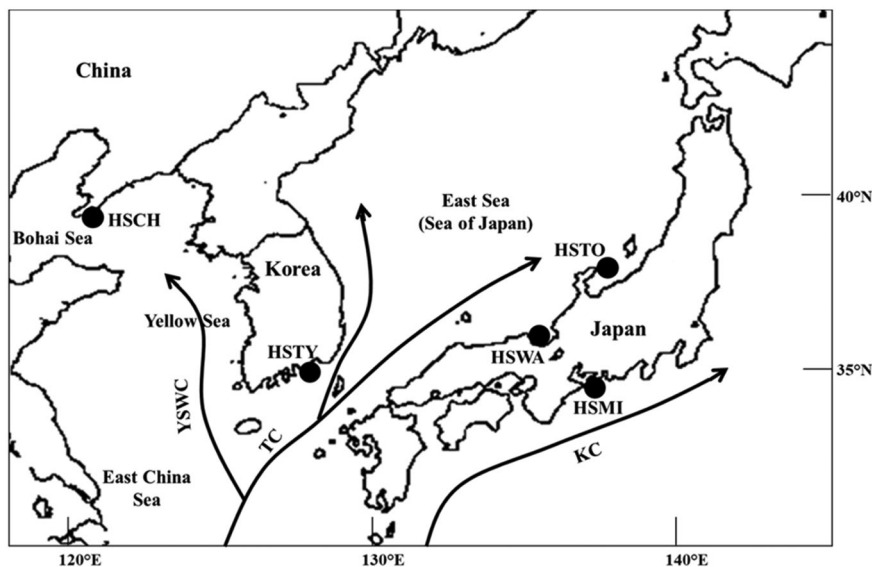 China
40°N
East Sea
(Sea of Japan)
HSCH
Bohai Sea
HSTO
Korea
Yellow Sea
Japan
HSTY
HSWA
35°N
HSMI
YSWC
TC
KC
East China
Sea
120°E
130°E
140°E